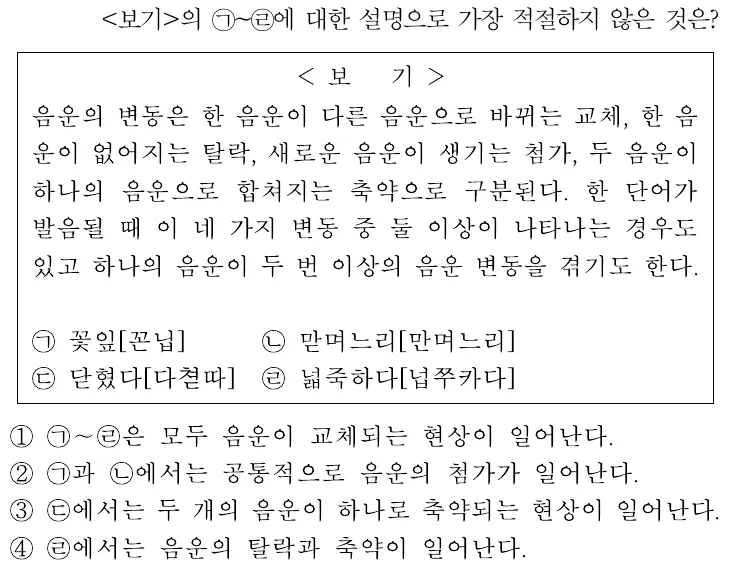 <보기>의 ㉠~㉣에 대한 설명으로 가장 적절하지 않은 것은?
< 보 기 >
음운의 변동은 한 음운이 다른 음운으로 바뀌는 교체, 한 음
운이 없어지는 탈락, 새로운 음운이 생기는 첨가, 두 음운이
하나의 음운으로 합쳐지는 축약으로 구분된다. 한 단어가
발음될 때 이 네 가지 변동 중 둘 이상이 나타나는 경우도
있고 하나의 음운이 두 번 이상의 음운 변동을 겪기도 한다.
㉠ 꽃잎[꼰닙] ㉡ 맏며느리[만며느리]
㉢ 닫혔다[다쳗따] ㉣ 넓죽하다[넙쭈카다]
① ㉠~㉣은 모두 음운이 교체되는 현상이 일어난다.
② ㉠과 ㉡에서는 공통적으로 음운의 첨가가 일어난다.
③ ㉢에서는 두 개의 음운이 하나로 축약되는 현상이 일어난다.
④ ㉣에서는 음운의 탈락과 축약이 일어난다.